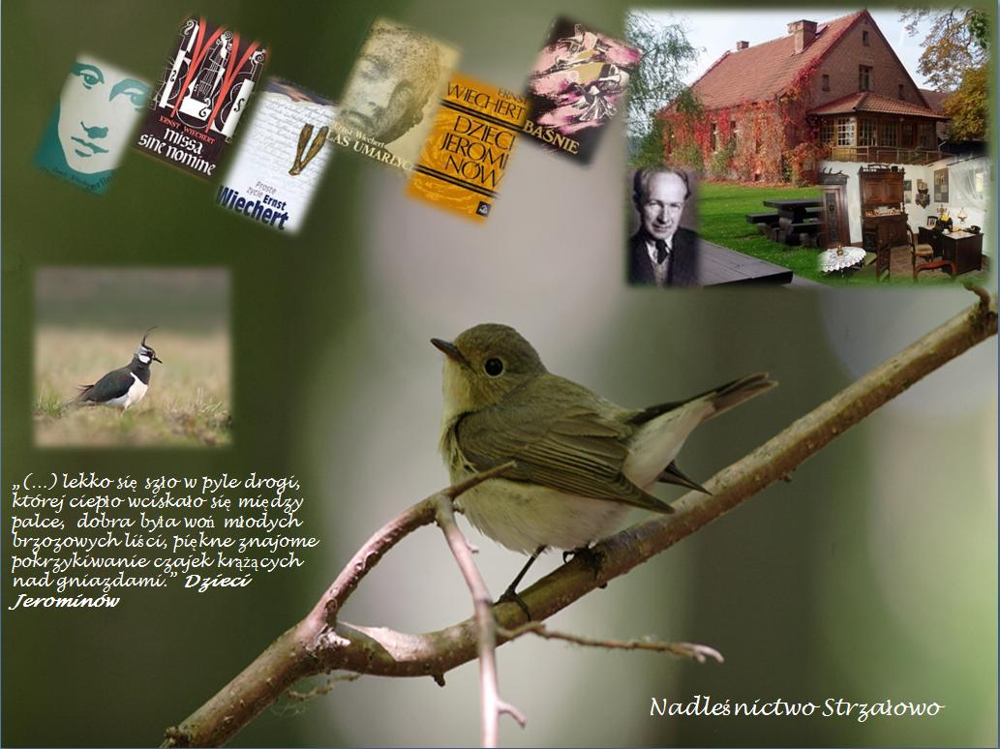 ERNST WIECHERT
missa
sine nomine
Proste
życie Ernst
Wiechert
Ernst Wiechert
LAS UMARŁYCH
ERNST
WIECHERT
DZIECI
JEROMI
NÓW
BAŚNIE
„(...) lekko się szło w pyle drogi,
której ciepło wciskało się między
palce, dobra była woń młodych
brzozowych liści, piękne znajome
pokrzykiwanie czajek krążących
nad gniazdami.” Dzieci
Jerominów
Nadleśnictwo Strzałowo